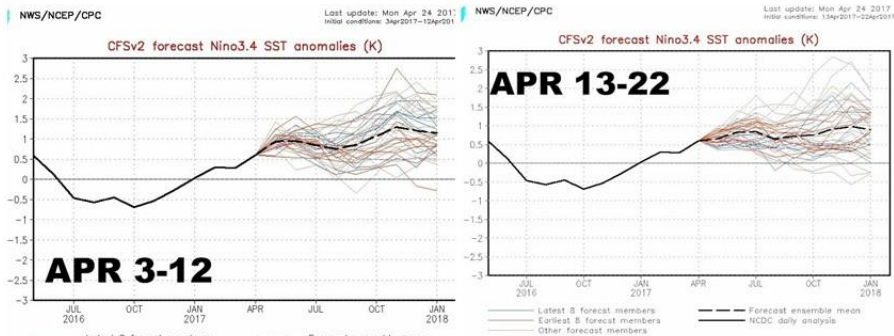 NWS/NCEP/CPC
Last update: Mon Apr 24 2017
Initial conditions: 3Apr2017-12Apr201
CFSv2 forecast Nino3.4 SST anomalies (K)
3
2.5
2
1.5
1
0.5
0
-0.5
-1
-1.5
-2
-2.5
-3
APR 3-12
JUL
2016
OCT
JAN
2017
APR
JUL
OCT
JAN
2018
NWS/NCEP/CPC
Last update: Mon Apr 24 2017
Initial conditions: 13Apr2017-22Apr2017
CFSv2 forecast Nino3.4 SST anomalies (K)
3
2.5
2
1.5
1
0.5
0
-0.5
-1
-1.5
-2
-2.5
-3
APR 13-22
JUL
2016
OCT
JAN
2017
APR
JUL
OCT
JAN
2018
Latest 8 forecast members
Earliest 8 forecast members
Other forecast members
Forecast ensemble mean
NCDC daily analysis